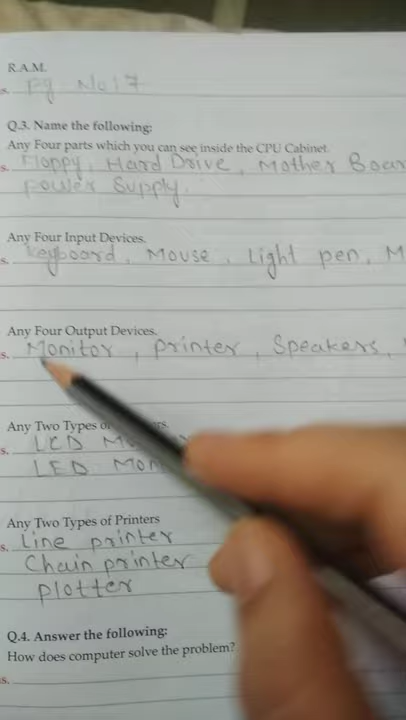 R.A.M.
s. pg No 17
Q.3. Name the following:
Any Four parts which you can see inside the CPU Cabinet.
s. Floppy, Hard Drive, Mother Boar
power supply.
Any Four Input Devices.
s. keyboard, Mouse, Light pen, M
Any Four Output Devices.
s. Monitor, printer, Speakers,
Any Two Types of
s. LCD
LED Mon
Any Two Types of Printers
s. Line printer
Chain printer
plotter
Q.4. Answer the following:
How does computer solve the problem?
s.